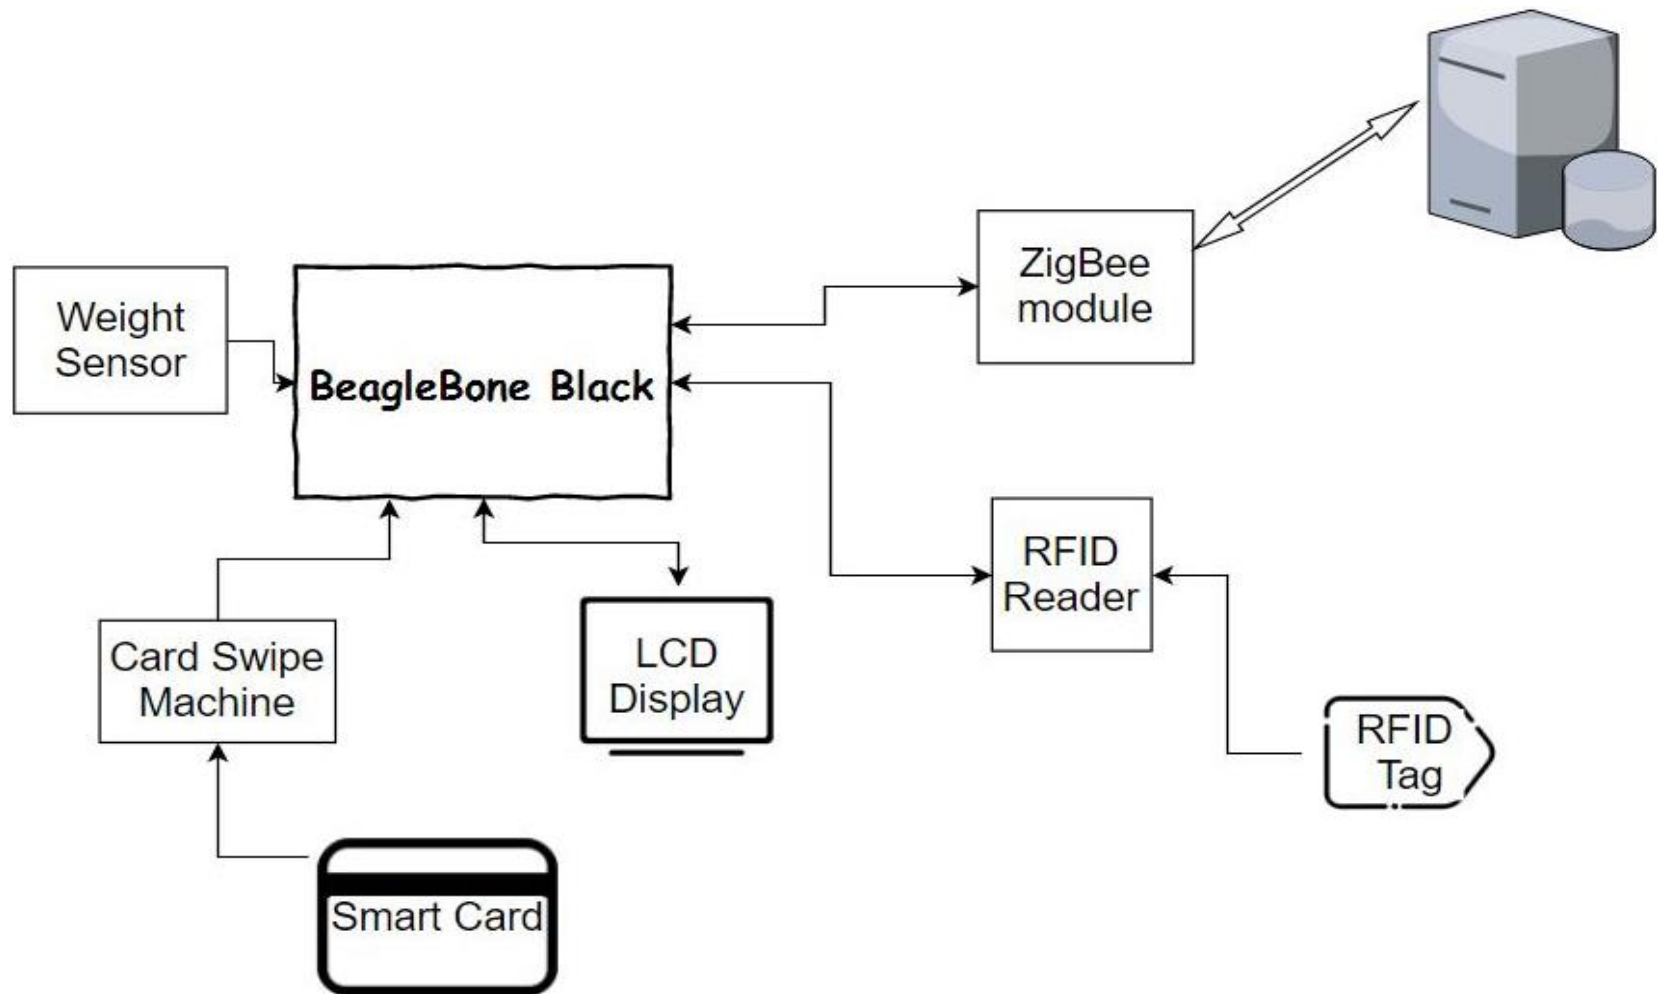 ZigBee
module
Weight
Sensor
BeagleBone Black
RFID
Reader
Card Swipe
Machine
LCD
Display
RFID
Tag
Smart Card